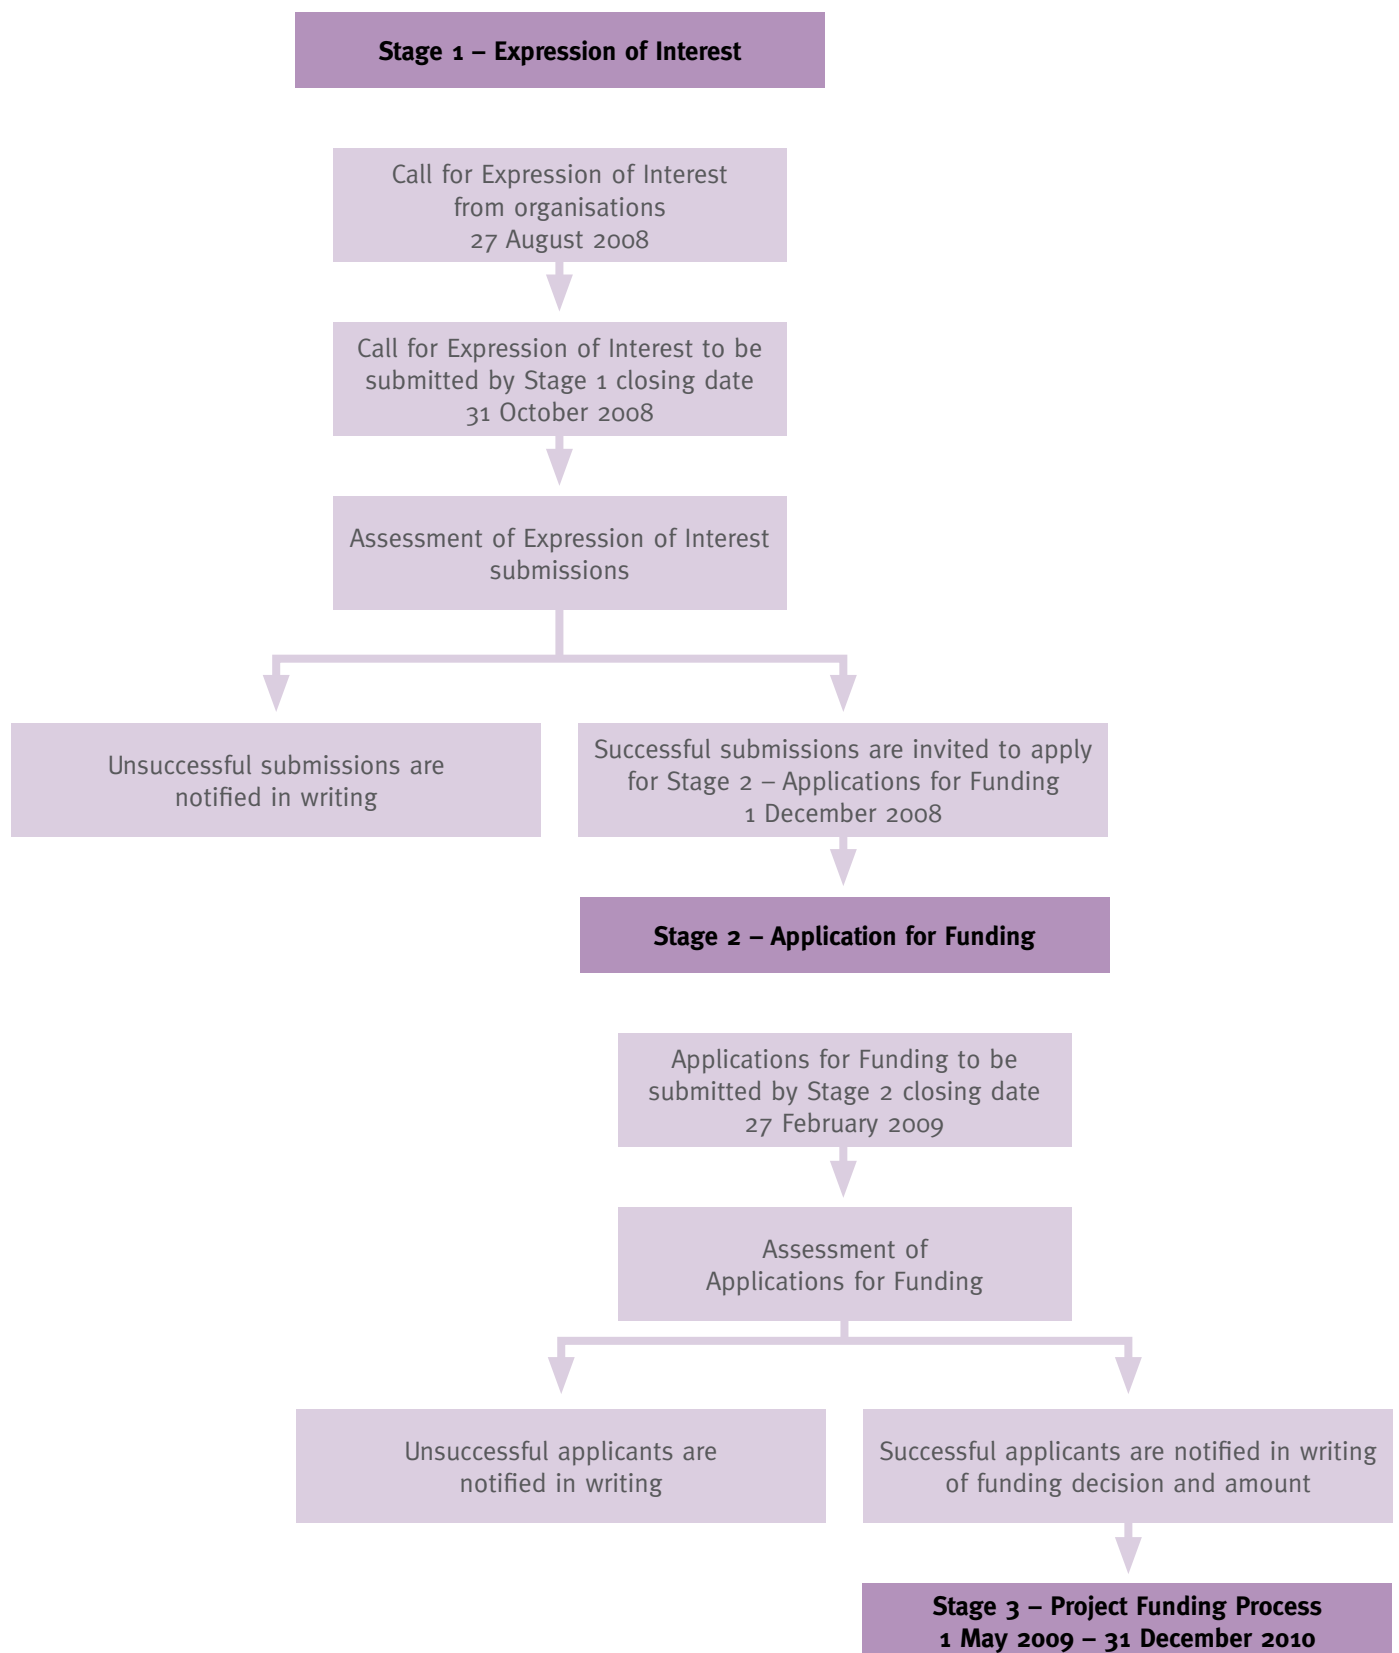 Stage 1 – Expression of Interest
Call for Expression of Interest
from organisations
27 August 2008
Call for Expression of Interest to be
submitted by Stage 1 closing date
31 October 2008
Assessment of Expression of Interest
submissions
Unsuccessful submissions are
notified in writing
Successful submissions are invited to apply
for Stage 2 – Applications for Funding
1 December 2008
Stage 2 – Application for Funding
Applications for Funding to be
submitted by Stage 2 closing date
27 February 2009
Assessment of
Applications for Funding
Unsuccessful applicants are
notified in writing
Successful applicants are notified in writing
of funding decision and amount
Stage 3 – Project Funding Process
1 May 2009 – 31 December 2010